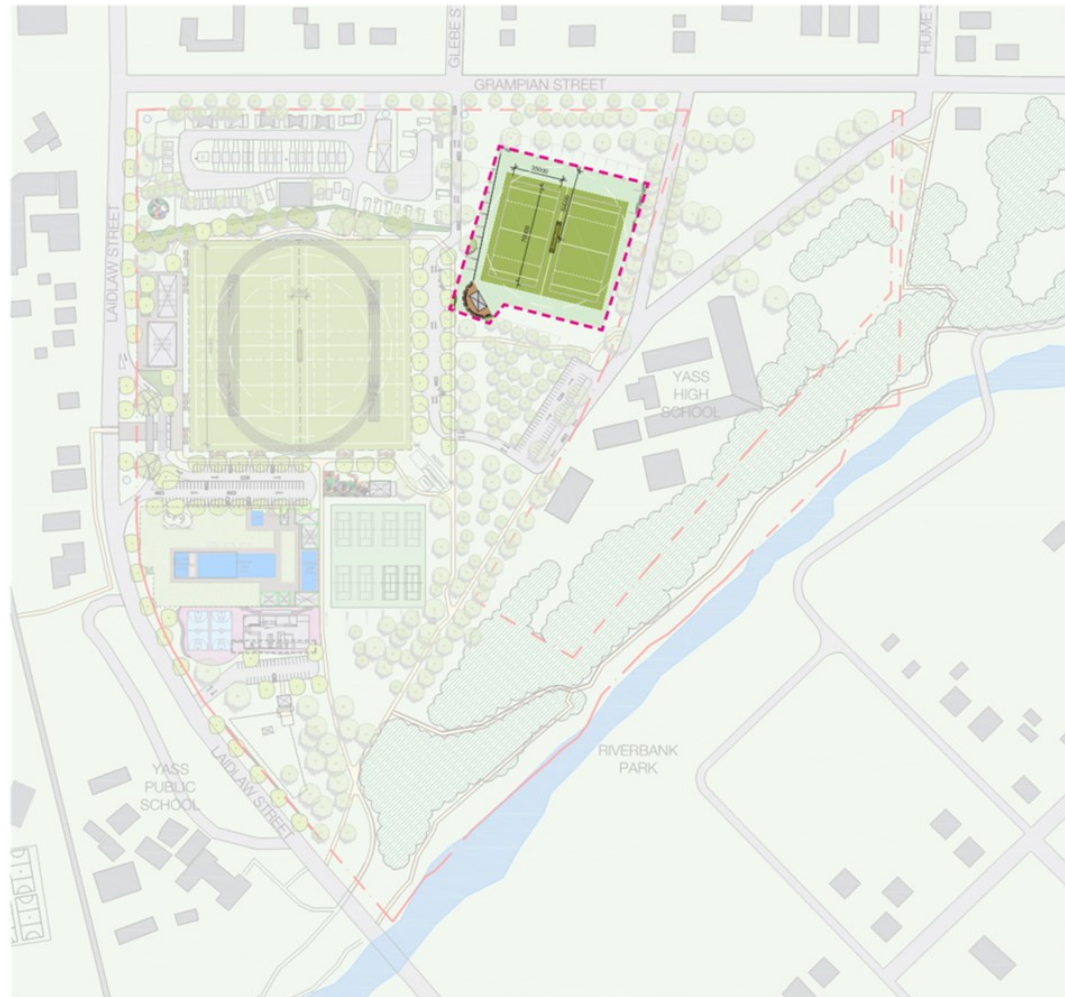 GLEBE S
HUME S
GRAMPIAN STREET
LAIDLAW STREET
YASS
HIGH
SCHOOL
RIVERBANK
PARK
YASS
PUBLIC
SCHOOL
LAIDLAW STREET